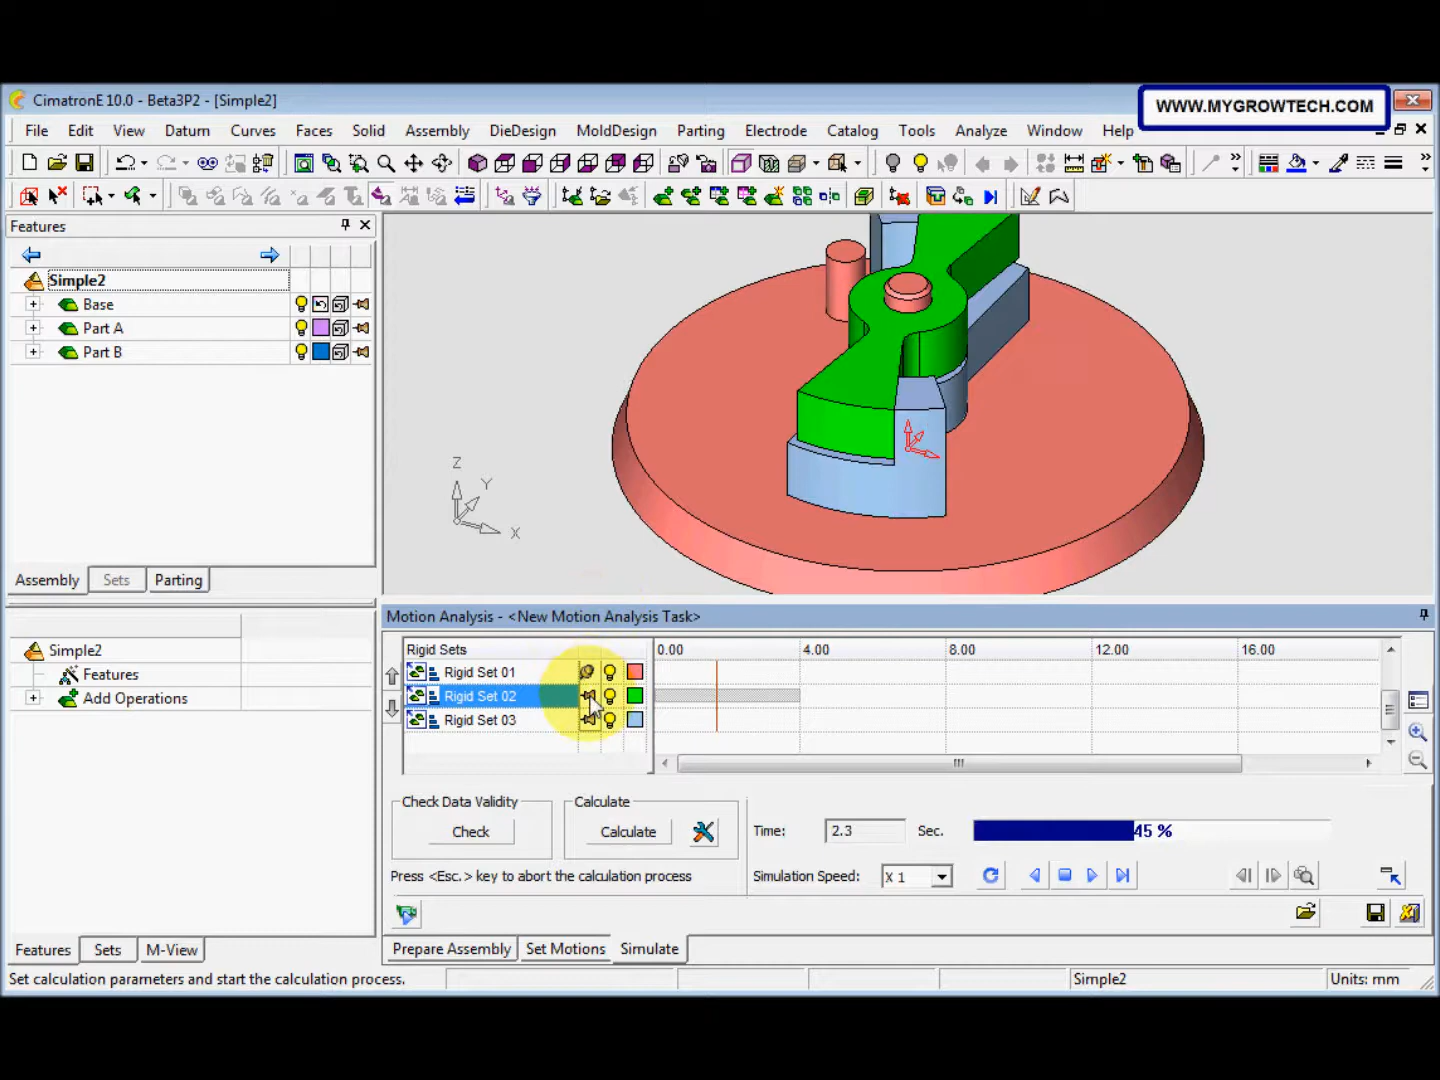 CimatronE 10.0 - Beta3P2 - [Simple2]
WWW.MYGROWTECH.COM
File Edit View Datum Curves Faces Solid Assembly DieDesign MoldDesign Parting Electrode Catalog Tools Analyze Window Help
Features
Simple2
Base
Part A
Part B
Z
Y
X
Assembly Sets Parting
Simple2
Features
Add Operations
Features Sets M-View
Motion Analysis - <New Motion Analysis Task>
Rigid Sets 0.00 4.00 8.00 12.00 16.00
Rigid Set 01
Rigid Set 02
Rigid Set 03
Check Data Validity Calculate
Check Calculate Time: 2.3 Sec. 45 %
Press <Esc.> key to abort the calculation process Simulation Speed: X 1
Prepare Assembly Set Motions Simulate
Set calculation parameters and start the calculation process. Simple2 Units: mm